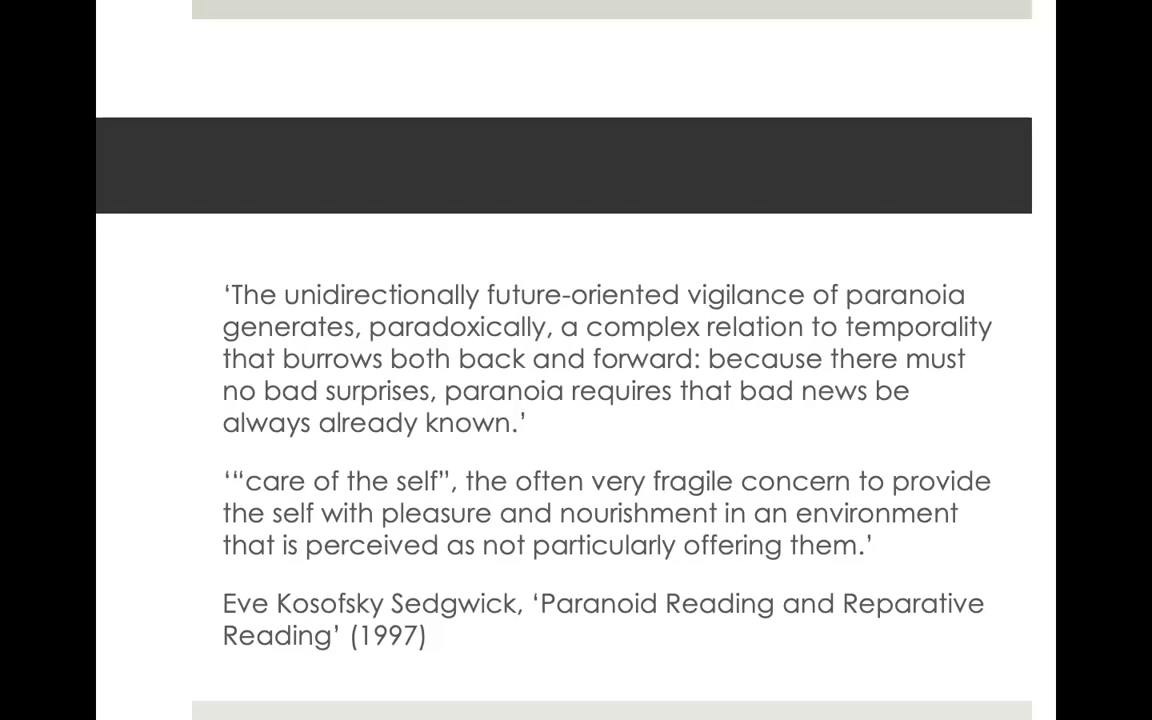 ‘The unidirectionally future-oriented vigilance of paranoia
generates, paradoxically, a complex relation to temporality
that burrows both back and forward: because there must
no bad surprises, paranoia requires that bad news be
always already known.’
‘“care of the self”, the often very fragile concern to provide
the self with pleasure and nourishment in an environment
that is perceived as not particularly offering them.’
Eve Kosofsky Sedgwick, ‘Paranoid Reading and Reparative
Reading’ (1997)